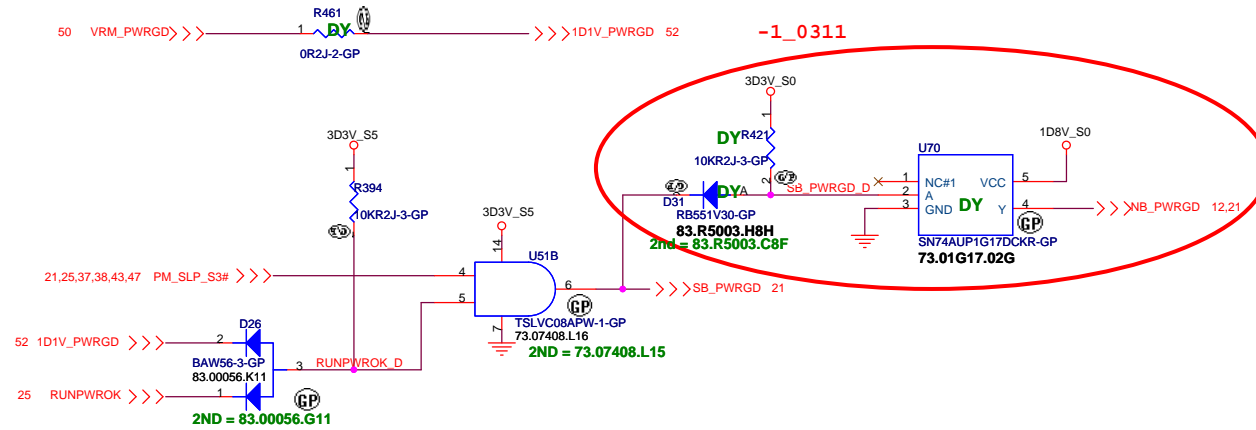 R461
DY
50 VRM_PWRGD
1
1D1V_PWRGD 52
0R2J-2-GP
-1_0311
3D3V_S0
1
DY R421
10KR2J-3-GP
2
1D8V_S0
U70
1 NC#1 VCC 5
2 A
3 GND DY Y 4
SB_PWRGD_D
NB_PWRGD 12,21
GP
SN74AUP1G17DCKR-GP
73.01G17.02G
D31
DY A
RB551V30-GP
83.R5003.H8H
2nd = 83.R5003.C8F
3D3V_S5
1
R394
10KR2J-3-GP
3D3V_S5
14
U51B
21,25,37,38,43,47 PM_SLP_S3#
4
5
6
SB_PWRGD 21
GP
7
TSLVC08APW-1-GP
73.07408.L16
2ND = 73.07408.L15
D26
52 1D1V_PWRGD
2
BAW56-3-GP
83.00056.K11
3
RUNPWROK_D
25 RUNPWROK
1
GP
2ND = 83.00056.G11